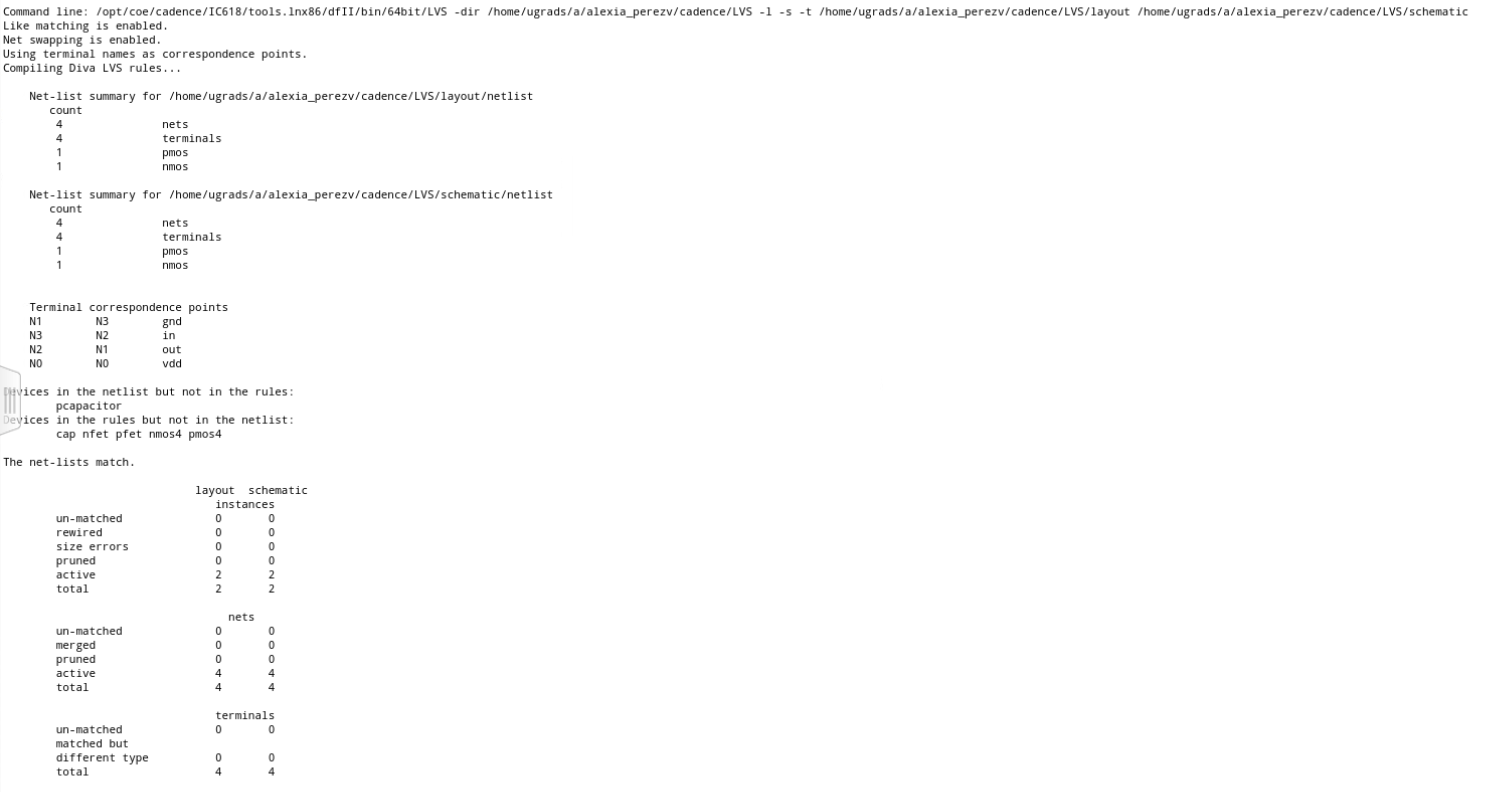 Command line: /opt/coe/cadence/IC618/tools.lnx86/dfII/bin/64bit/LVS -dir /home/ugrads/a/alexia_perezv/cadence/LVS -l -s -t /home/ugrads/a/alexia_perezv/cadence/LVS/layout /home/ugrads/a/alexia_perezv/cadence/LVS/schematic
Like matching is enabled.
Net swapping is enabled.
Using terminal names as correspondence points.
Compiling Diva LVS rules...
Net-list summary for /home/ugrads/a/alexia_perezv/cadence/LVS/layout/netlist
count
4 nets
4 terminals
1 pmos
1 nmos
Net-list summary for /home/ugrads/a/alexia_perezv/cadence/LVS/schematic/netlist
count
4 nets
4 terminals
1 pmos
1 nmos
Terminal correspondence points
N1 N3 gnd
N3 N2 in
N2 N1 out
N0 N0 vdd
Devices in the netlist but not in the rules:
pcapacitor
Devices in the rules but not in the netlist:
cap nfet pfet nmos4 pmos4
The net-lists match.
layout schematic
instances
un-matched 0 0
rewired 0 0
size errors 0 0
pruned 0 0
active 2 2
total 2 2
nets
un-matched 0 0
merged 0 0
pruned 0 0
active 4 4
total 4 4
terminals
un-matched 0 0
matched but
different type 0 0
total 4 4